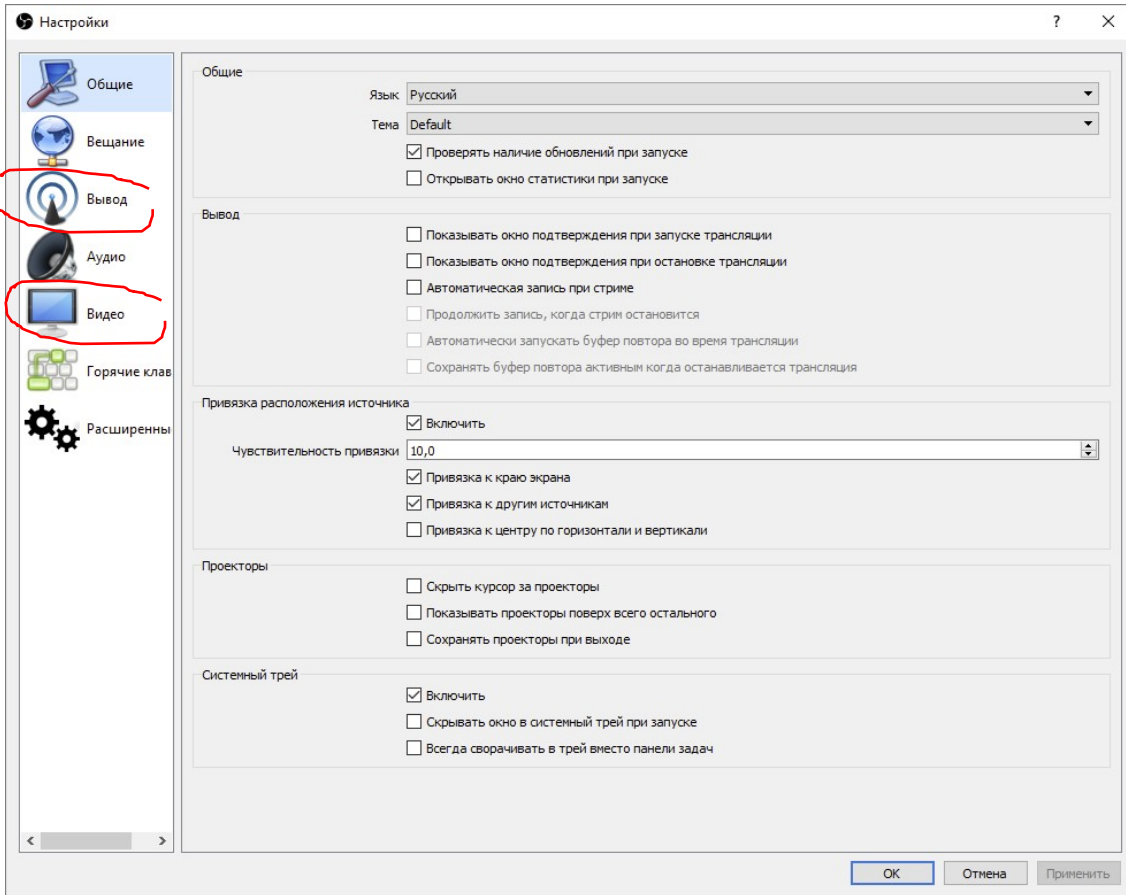 Настройки
?
Общие
Вещание
Вывод
Аудио
Видео
Горячие клав
Расширенны
Общие
Язык Русский
Тема Default
Проверять наличие обновлений при запуске
Открывать окно статистики при запуске
Вывод
Показывать окно подтверждения при запуске трансляции
Показывать окно подтверждения при остановке трансляции
Автоматическая запись при стриме
Продолжить запись, когда стрим остановится
Автоматически запускать буфер повтора во время трансляции
Сохранять буфер повтора активным когда останавливается трансляция
Привязка расположения источника
Включить
Чувствительность привязки 10,0
Привязка к краю экрана
Привязка к другим источникам
Привязка к центру по горизонтали и вертикали
Проекторы
Скрыть курсор за проекторы
Показывать проекторы поверх всего остального
Сохранять проекторы при выходе
Системный трей
Включить
Скрывать окно в системный трей при запуске
Всегда сворачивать в трей вместо панели задач
OK Отмена Применить